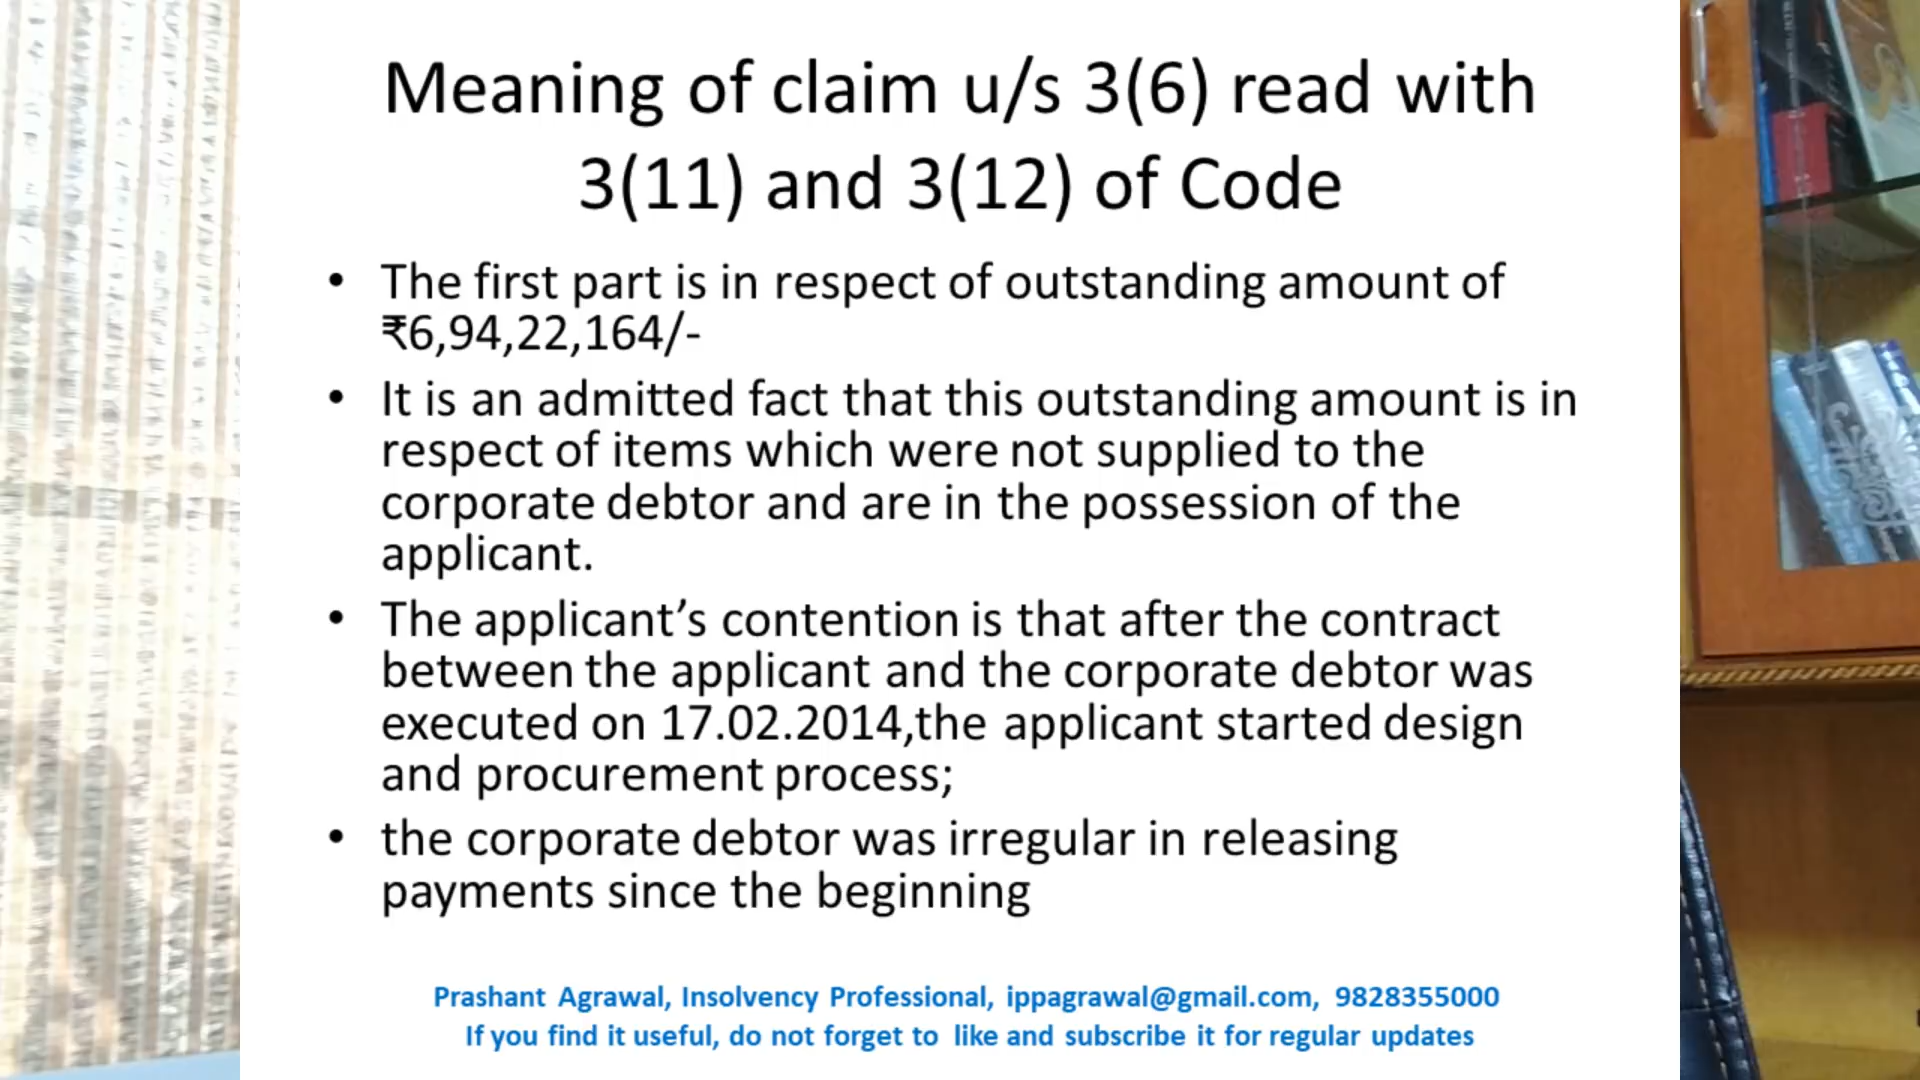 Meaning of claim u/s 3(6) read with
3(11) and 3(12) of Code
• The first part is in respect of outstanding amount of
₹6,94,22,164/-
• It is an admitted fact that this outstanding amount is in
respect of items which were not supplied to the
corporate debtor and are in the possession of the
applicant.
• The applicant’s contention is that after the contract
between the applicant and the corporate debtor was
executed on 17.02.2014,the applicant started design
and procurement process;
• the corporate debtor was irregular in releasing
payments since the beginning
Prashant Agrawal, Insolvency Professional, ippagrawal@gmail.com, 9828355000
If you find it useful, do not forget to like and subscribe it for regular updates